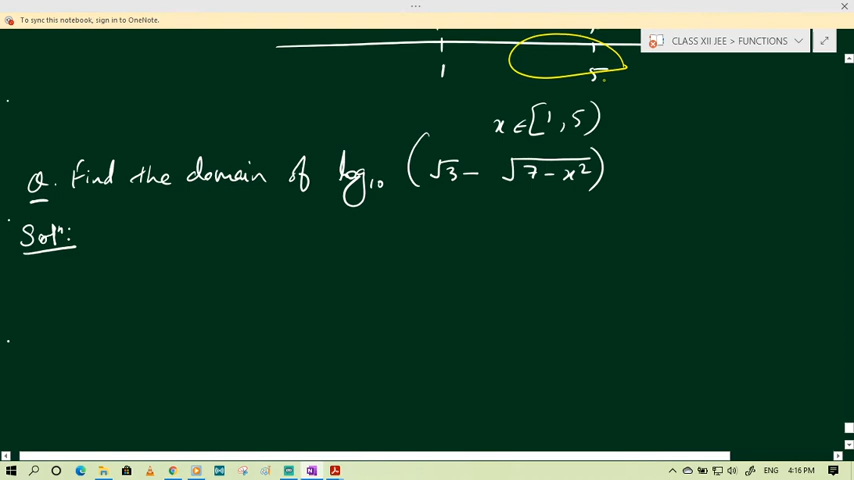 ...
To sync this notebook, sign in to OneNote.
CLASS XII JEE > FUNCTIONS
1 5
x ∈ [1, 5)
Q. Find the domain of log₁₀ (√3 − √(7 − x²))
Solⁿ:
ENG 4:16 PM